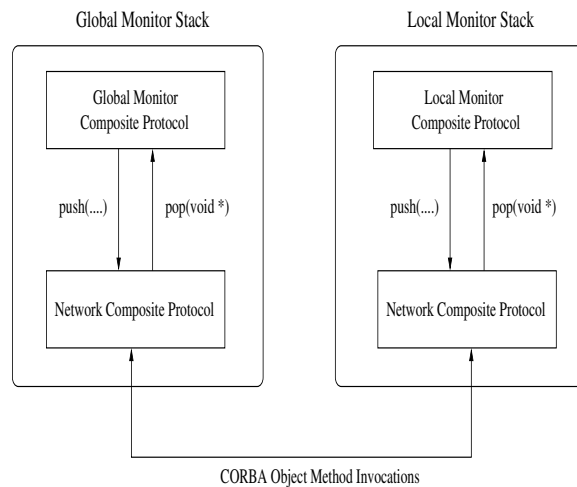 Global Monitor Stack
Local Monitor Stack
Global Monitor
Composite Protocol
Local Monitor
Composite Protocol
push(....)
pop(void *)
push(....)
pop(void *)
Network Composite Protocol
Network Composite Protocol
CORBA Object Method Invocations